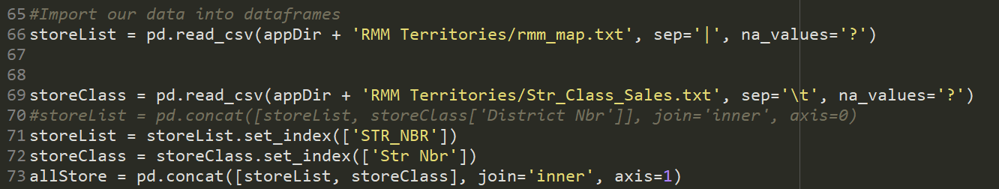 65 #Import our data into dataframes
66 storeList = pd.read_csv(appDir + 'RMM Territories/rmm_map.txt', sep='|', na_values='?')
67
68
69 storeClass = pd.read_csv(appDir + 'RMM Territories/Str_Class_Sales.txt', sep='\t', na_values='?')
70 #storeList = pd.concat([storeList, storeClass['District Nbr']], join='inner', axis=0)
71 storeList = storeList.set_index(['STR_NBR'])
72 storeClass = storeClass.set_index(['Str Nbr'])
73 allStore = pd.concat([storeList, storeClass], join='inner', axis=1)